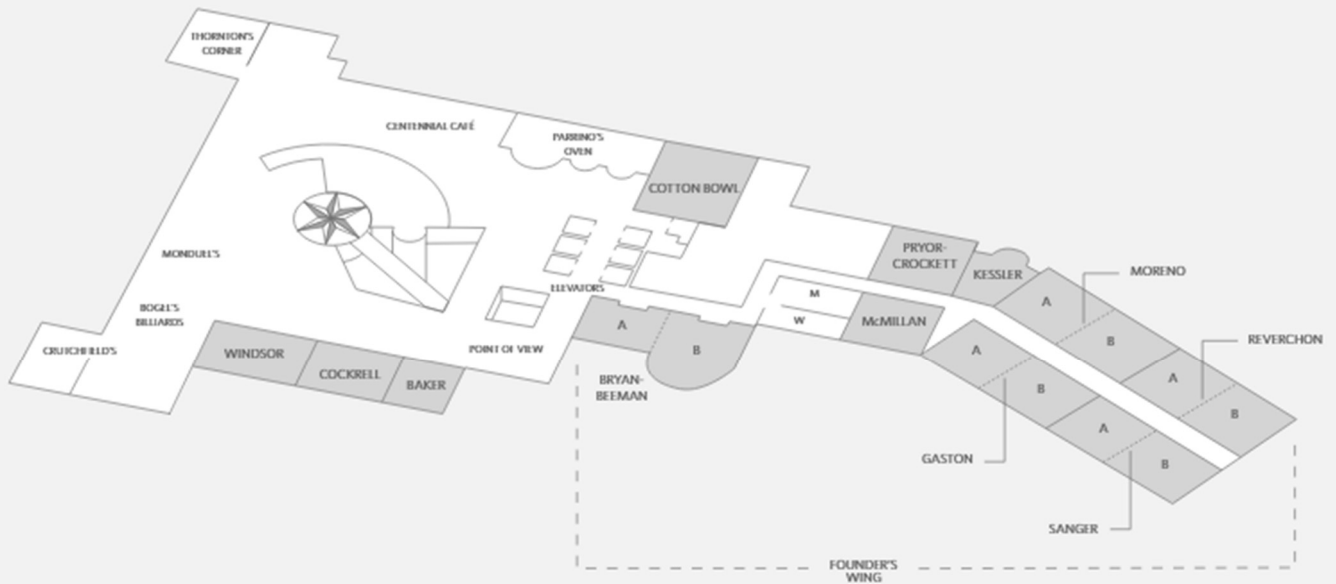 THORNTON'S
CORNER
CENTENNIAL CAFÉ
PARRINO'S
OVEN
COTTON BOWL
PRYOR-
CROCKETT
KESSLER
MORENO
A
B
REVERCHON
A
B
MONDUEL'S
BOGEL'S
BILLIARDS
CRUTCHFIELD'S
WINDSOR
COCKRELL
BAKER
POINT OF VIEW
ELEVATORS
A
B
BRYAN-
BEEMAN
M
W
McMILLAN
A
B
GASTON
A
B
SANGER
FOUNDER'S
WING